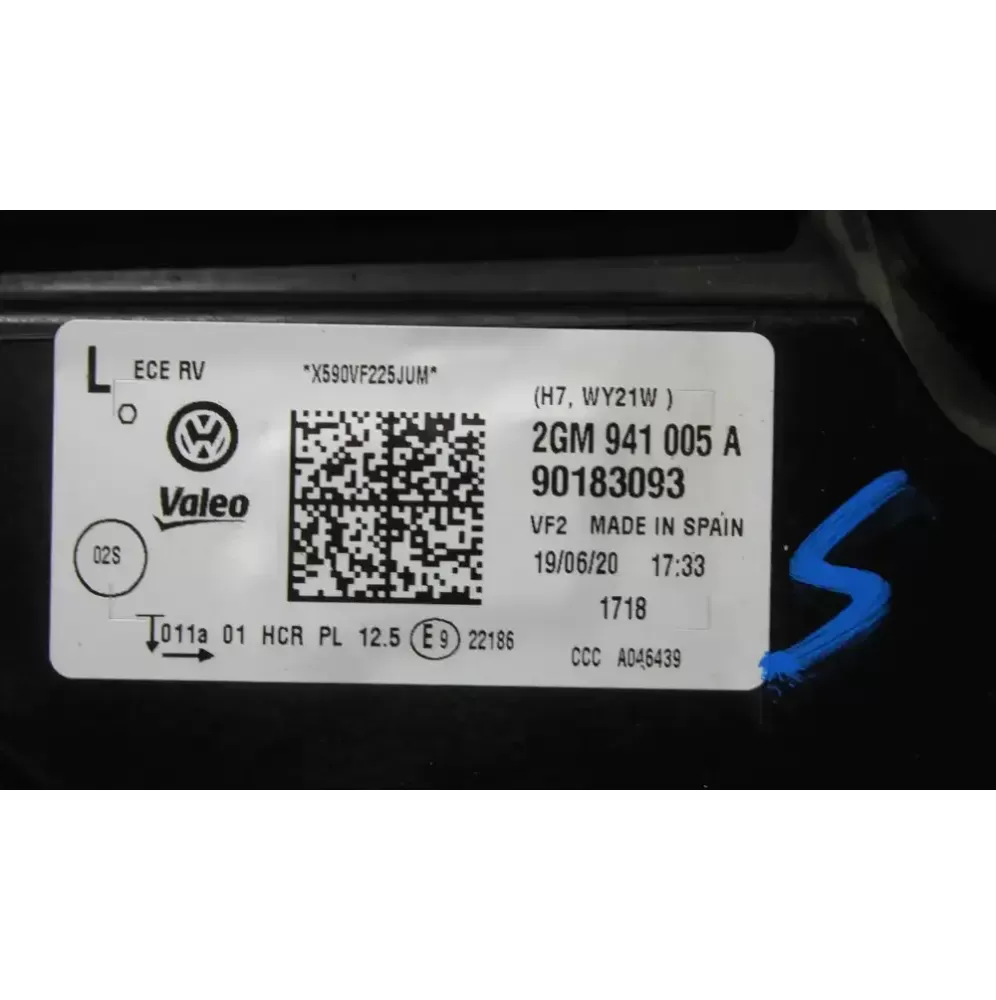 L ECE RV
*X590VF225JUM*
(H7, WY21W )
2GM 941 005 A
90183093
Valeo
VF2 MADE IN SPAIN
02S
19/06/20 17:33
1718
011a 01 HCR PL 12.5 E9 22186
CCC A046439
S